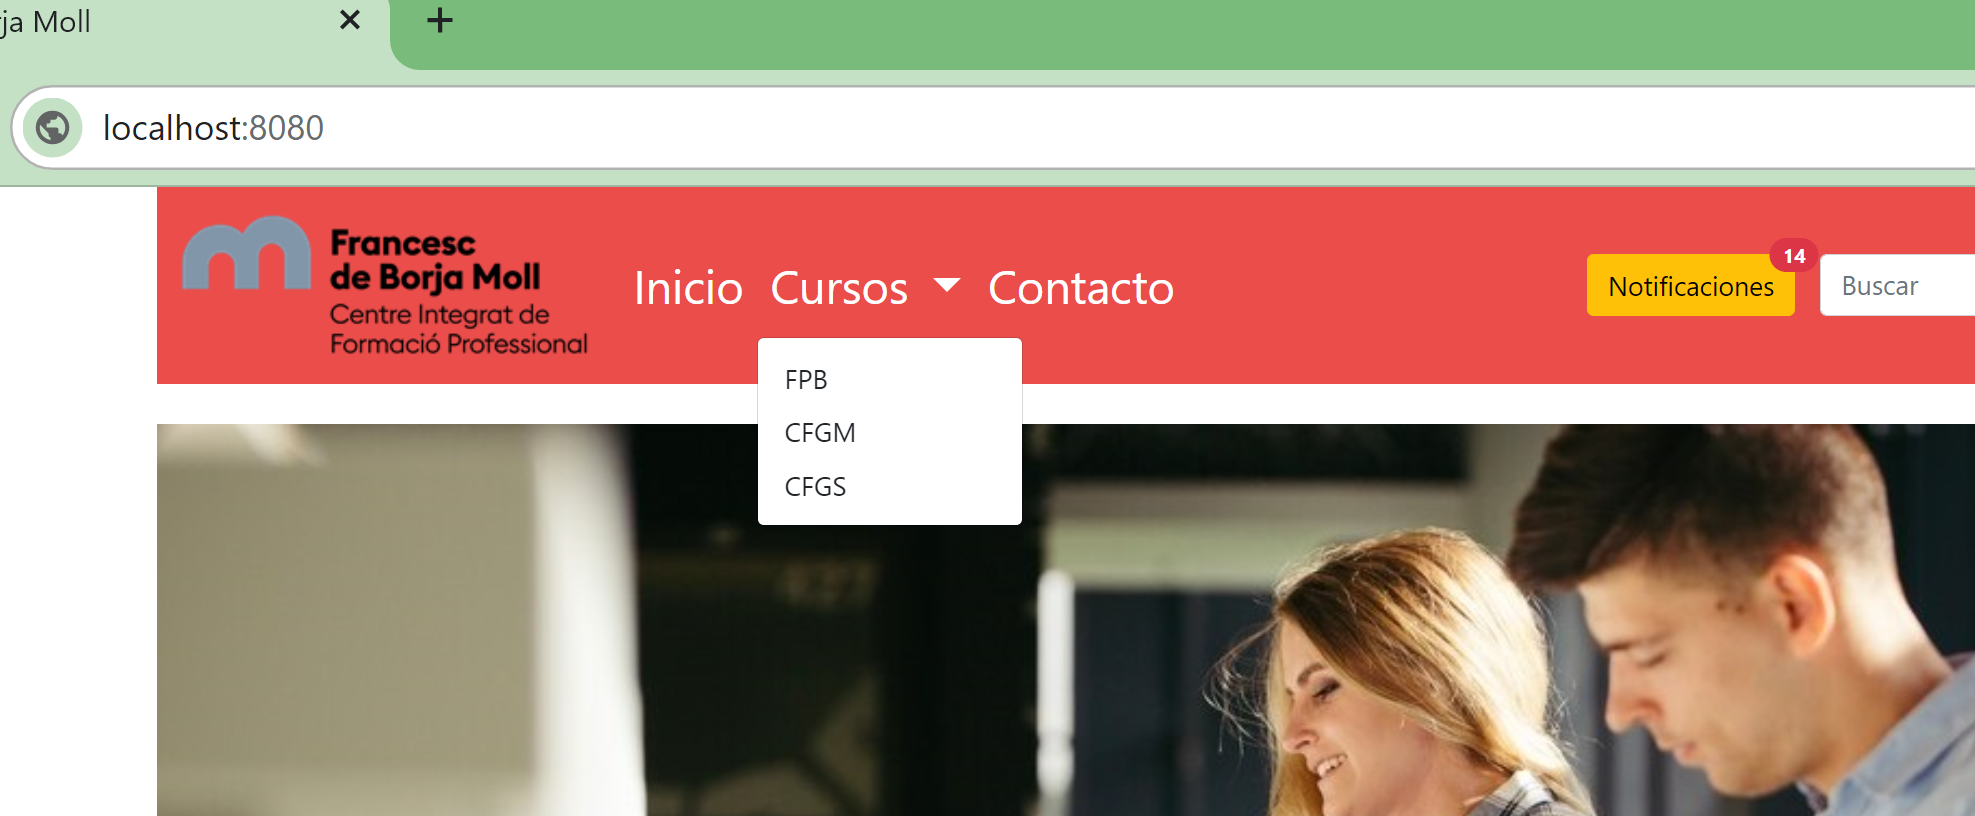 ja Moll
localhost:8080
Francesc
de Borja Moll
Centre Integrat de
Formació Professional
Inicio Cursos Contacto
Notificaciones 14 Buscar
FPB
CFGM
CFGS